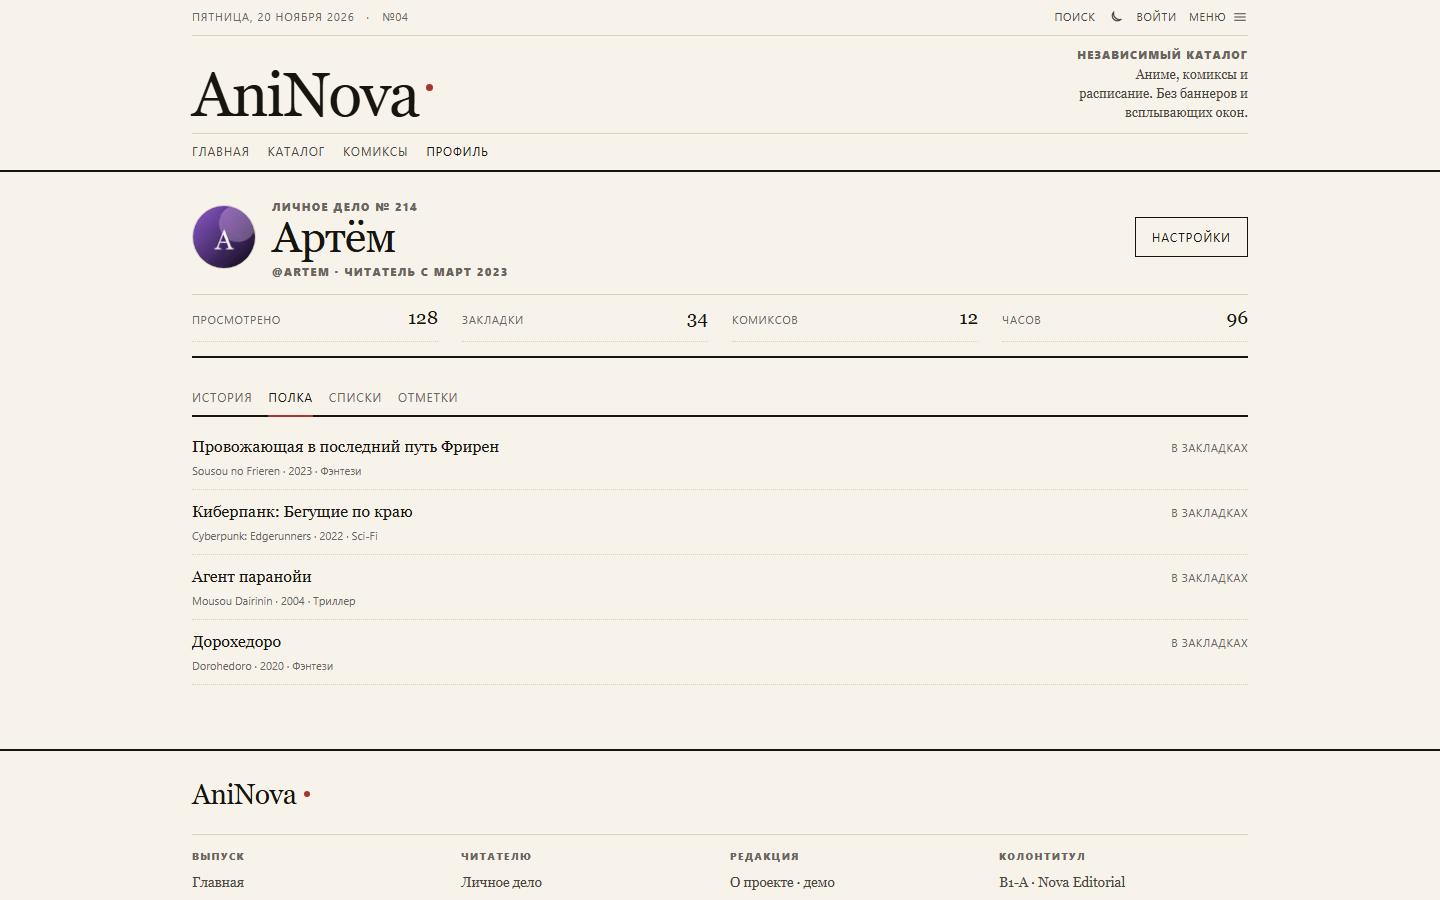 ПЯТНИЦА, 20 НОЯБРЯ 2026 · №04
ПОИСК ВОЙТИ МЕНЮ
AniNova
НЕЗАВИСИМЫЙ КАТАЛОГ
Аниме, комиксы и
расписание. Без баннеров и
всплывающих окон.
ГЛАВНАЯ КАТАЛОГ КОМИКСЫ ПРОФИЛЬ
A
ЛИЧНОЕ ДЕЛО № 214
Артём
@ARTEM · ЧИТАТЕЛЬ С МАРТ 2023
НАСТРОЙКИ
ПРОСМОТРЕНО 128 ЗАКЛАДКИ 34 КОМИКСОВ 12 ЧАСОВ 96
ИСТОРИЯ ПОЛКА СПИСКИ ОТМЕТКИ
Провожающая в последний путь Фрирен В ЗАКЛАДКАХ
Sousou no Frieren · 2023 · Фэнтези
Киберпанк: Бегущие по краю В ЗАКЛАДКАХ
Cyberpunk: Edgerunners · 2022 · Sci-Fi
Агент паранойи В ЗАКЛАДКАХ
Mousou Dairinin · 2004 · Триллер
Дорохедоро В ЗАКЛАДКАХ
Dorohedoro · 2020 · Фэнтези
AniNova
ВЫПУСК ЧИТАТЕЛЮ РЕДАКЦИЯ КОЛОНТИТУЛ
Главная Личное дело О проекте · демо B1-A · Nova Editorial